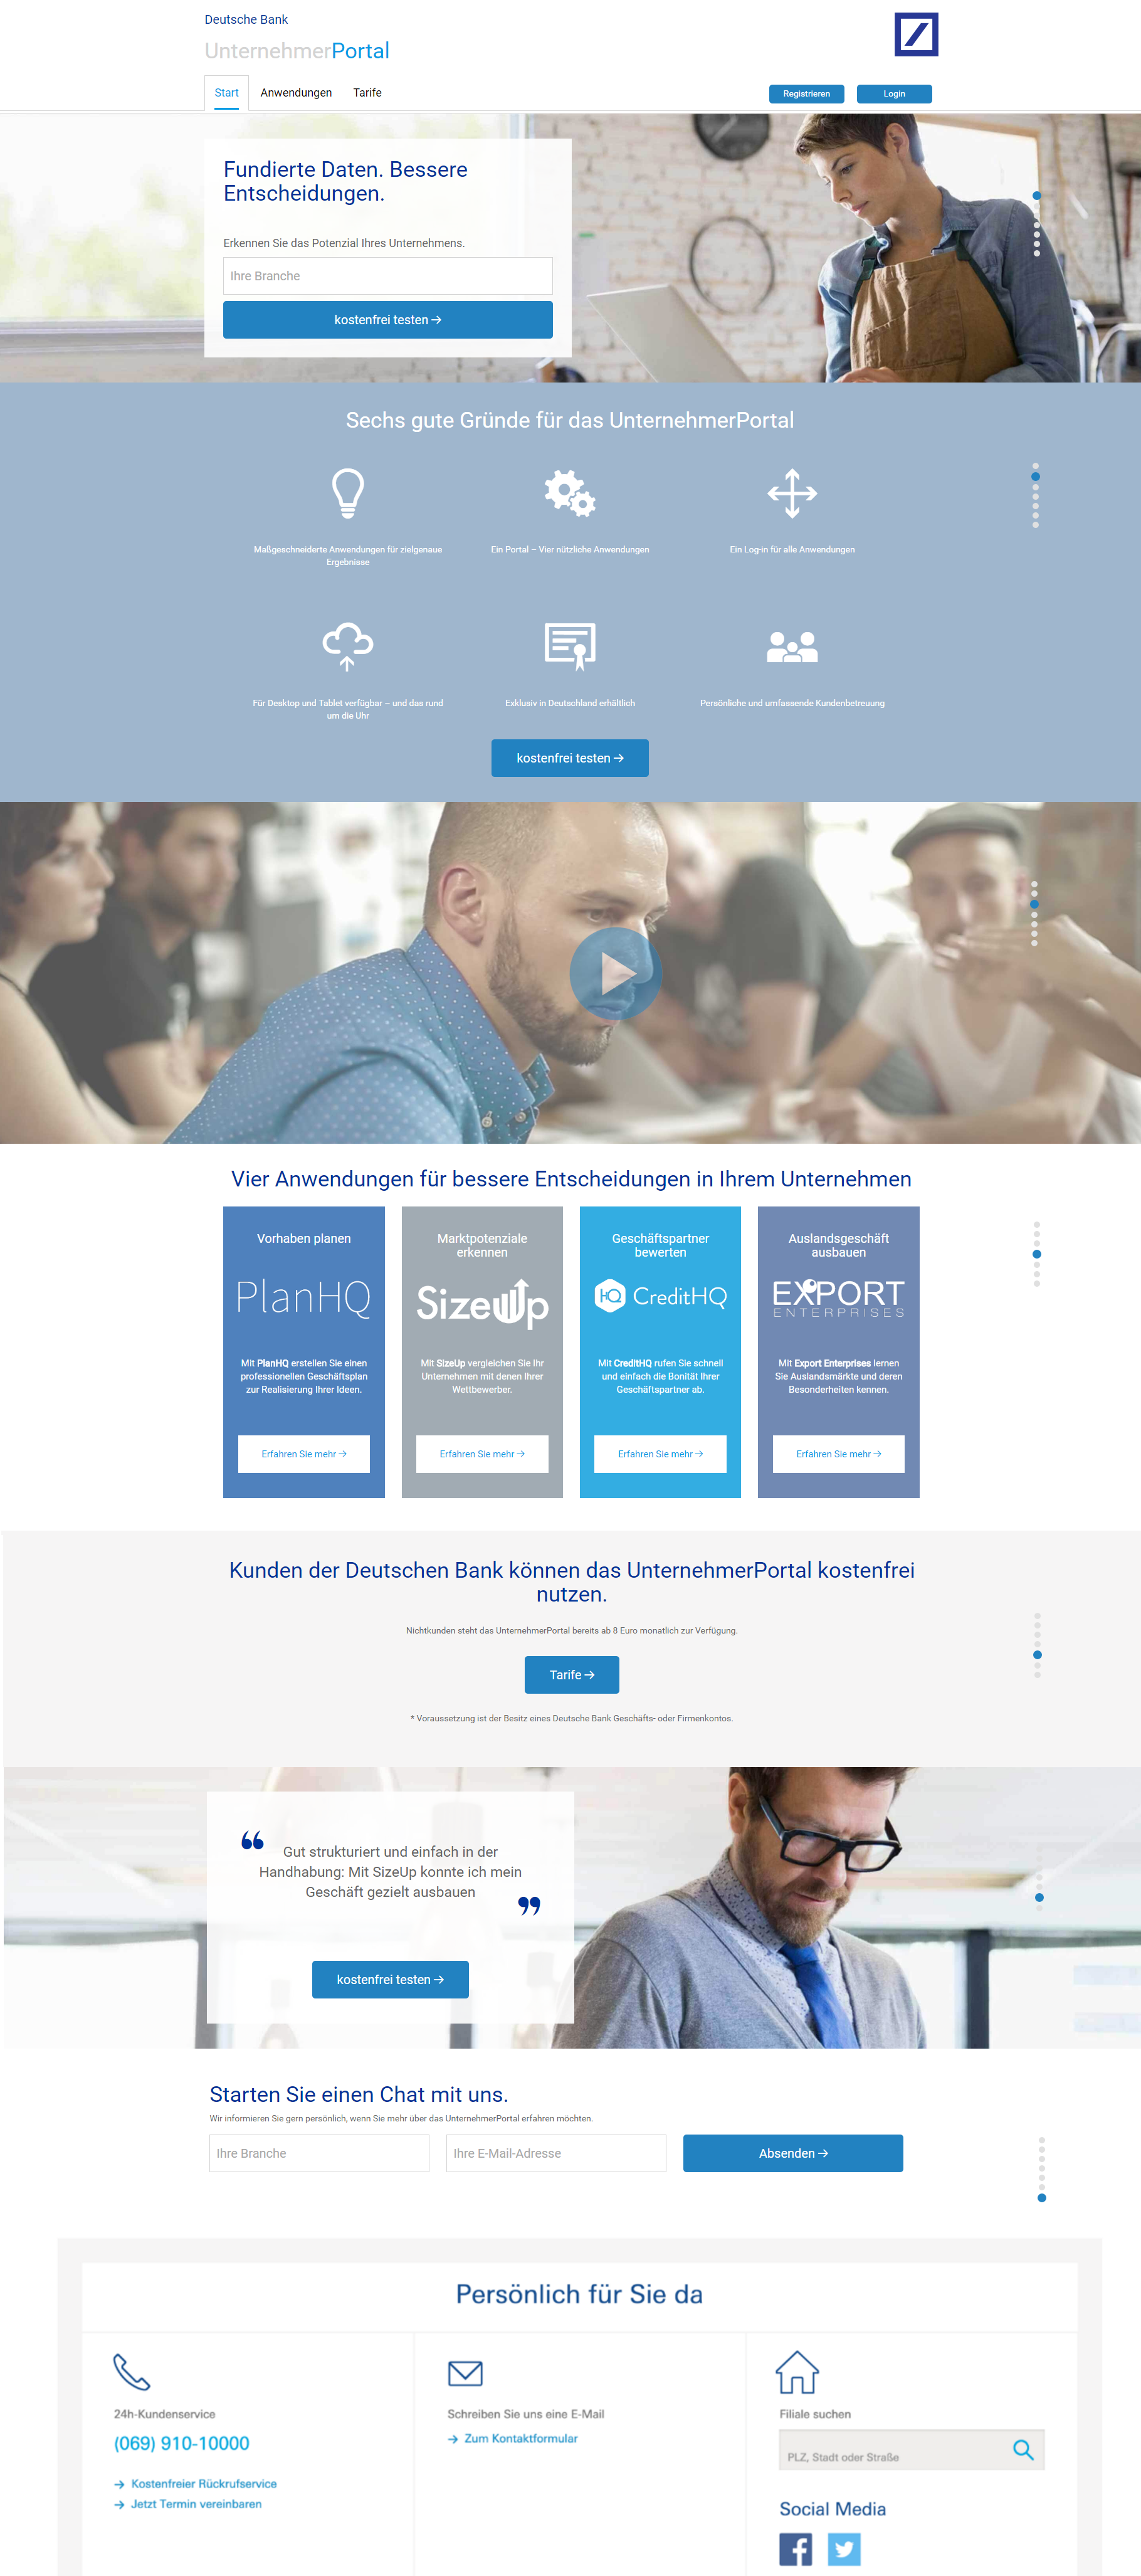 Deutsche Bank
UnternehmerPortal
Start
Anwendungen
Tarife
Registrieren
Login
Fundierte Daten. Bessere
Entscheidungen.
Erkennen Sie das Potenzial Ihres Unternehmens.
Ihre Branche
kostenfrei testen →
Sechs gute Gründe für das UnternehmerPortal
Maßgeschneiderte Anwendungen für zielgenaue
Ergebnisse
Ein Portal – Vier nützliche Anwendungen
Ein Log-in für alle Anwendungen
Für Desktop und Tablet verfügbar – und das rund
um die Uhr
Exklusiv in Deutschland erhältlich
Persönliche und umfassende Kundenbetreuung
kostenfrei testen →
Vier Anwendungen für bessere Entscheidungen in Ihrem Unternehmen
Vorhaben planen
PlanHQ
Mit PlanHQ erstellen Sie einen
professionellen Geschäftsplan
zur Realisierung Ihrer Ideen.
Erfahren Sie mehr →
Marktpotenziale
erkennen
SizeUp
Mit SizeUp vergleichen Sie Ihr
Unternehmen mit denen Ihrer
Wettbewerber.
Erfahren Sie mehr →
Geschäftspartner
bewerten
HQ CreditHQ
Mit CreditHQ rufen Sie schnell
und einfach die Bonität Ihrer
Geschäftspartner ab.
Erfahren Sie mehr →
Auslandsgeschäft
ausbauen
EXPORT
ENTERPRISES
Mit Export Enterprises lernen
Sie Auslandsmärkte und deren
Besonderheiten kennen.
Erfahren Sie mehr →
Kunden der Deutschen Bank können das UnternehmerPortal kostenfrei
nutzen.
Nichtkunden steht das UnternehmerPortal bereits ab 8 Euro monatlich zur Verfügung.
Tarife →
* Voraussetzung ist der Besitz eines Deutsche Bank Geschäfts- oder Firmenkontos.
❝ Gut strukturiert und einfach in der
Handhabung: Mit SizeUp konnte ich mein
Geschäft gezielt ausbauen ❞
kostenfrei testen →
Starten Sie einen Chat mit uns.
Wir informieren Sie gern persönlich, wenn Sie mehr über das UnternehmerPortal erfahren möchten.
Ihre Branche
Ihre E-Mail-Adresse
Absenden →
Persönlich für Sie da
24h-Kundenservice
(069) 910-10000
→ Kostenfreier Rückrufservice
→ Jetzt Termin vereinbaren
Schreiben Sie uns eine E-Mail
→ Zum Kontaktformular
Filiale suchen
PLZ, Stadt oder Straße
Social Media